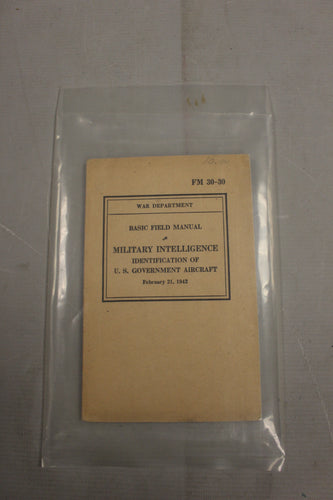 FM 30-30
WAR DEPARTMENT
BASIC FIELD MANUAL
MILITARY INTELLIGENCE
IDENTIFICATION OF
U. S. GOVERNMENT AIRCRAFT
February 21, 1942